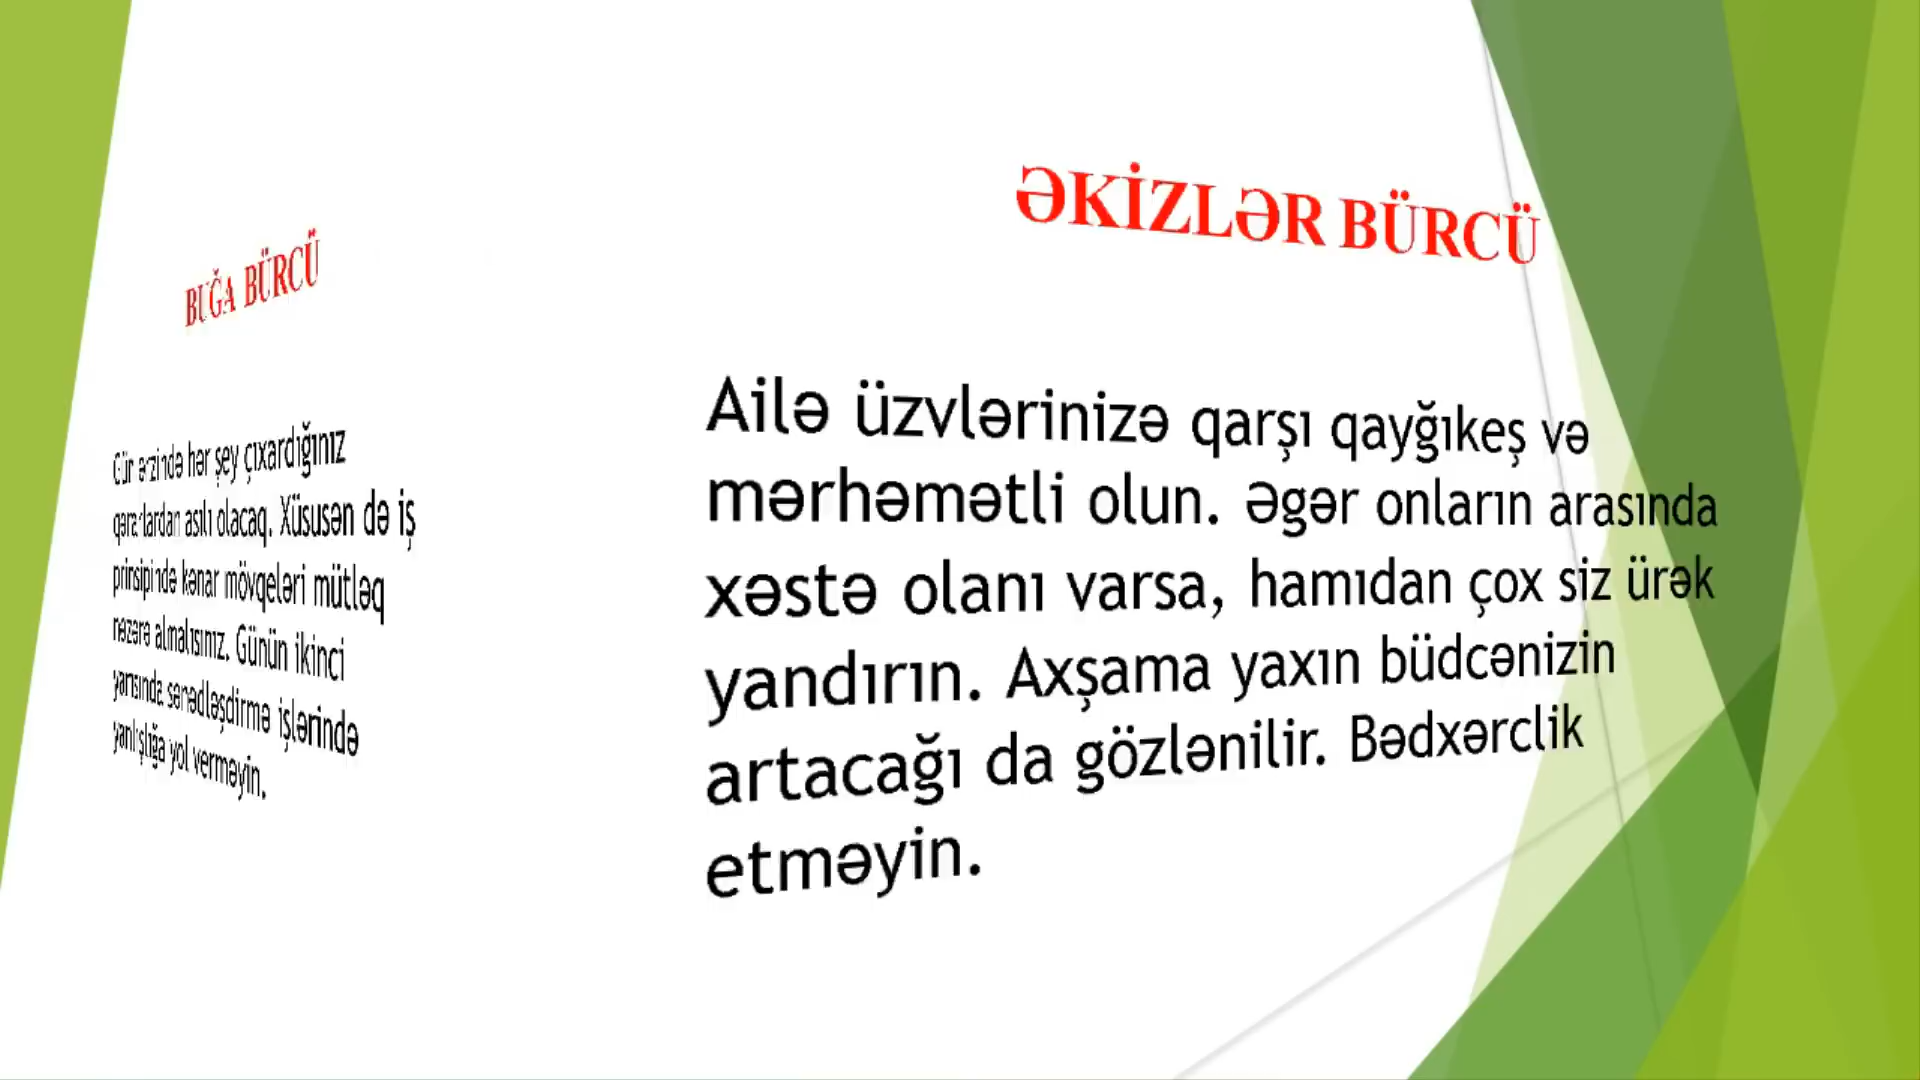 BUĞA BÜRCÜ
Gün ərzində hər şey çıxardığınız
qərarlardan asılı olacaq. Xüsusən də iş
prinsipində kənar mövqeləri mütləq
nəzərə almalısınız. Günün ikinci
yarısında sənədləşdirmə işlərində
yanlışlığa yol verməyin.
ƏKİZLƏR BÜRCÜ
Ailə üzvlərinizə qarşı qayğıkeş və
mərhəmətli olun. Əgər onların arasında
xəstə olanı varsa, hamıdan çox siz ürək
yandırın. Axşama yaxın büdcənizin
artacağı da gözlənilir. Bədxərclik
etməyin.